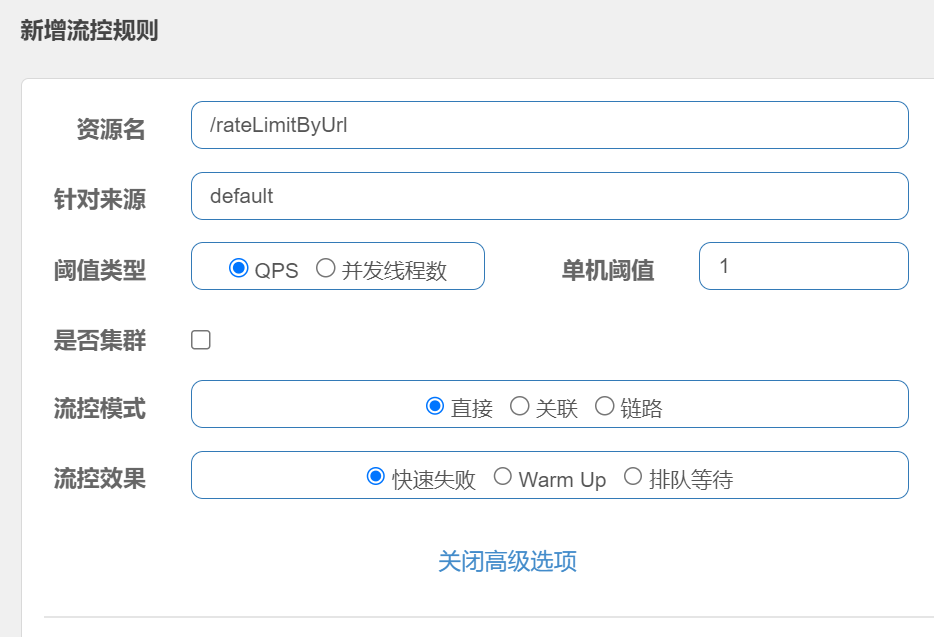 新增流控规则
资源名 /rateLimitByUrl
针对来源 default
阈值类型 QPS 并发线程数 单机阈值 1
是否集群
流控模式 直接 关联 链路
流控效果 快速失败 Warm Up 排队等待
关闭高级选项